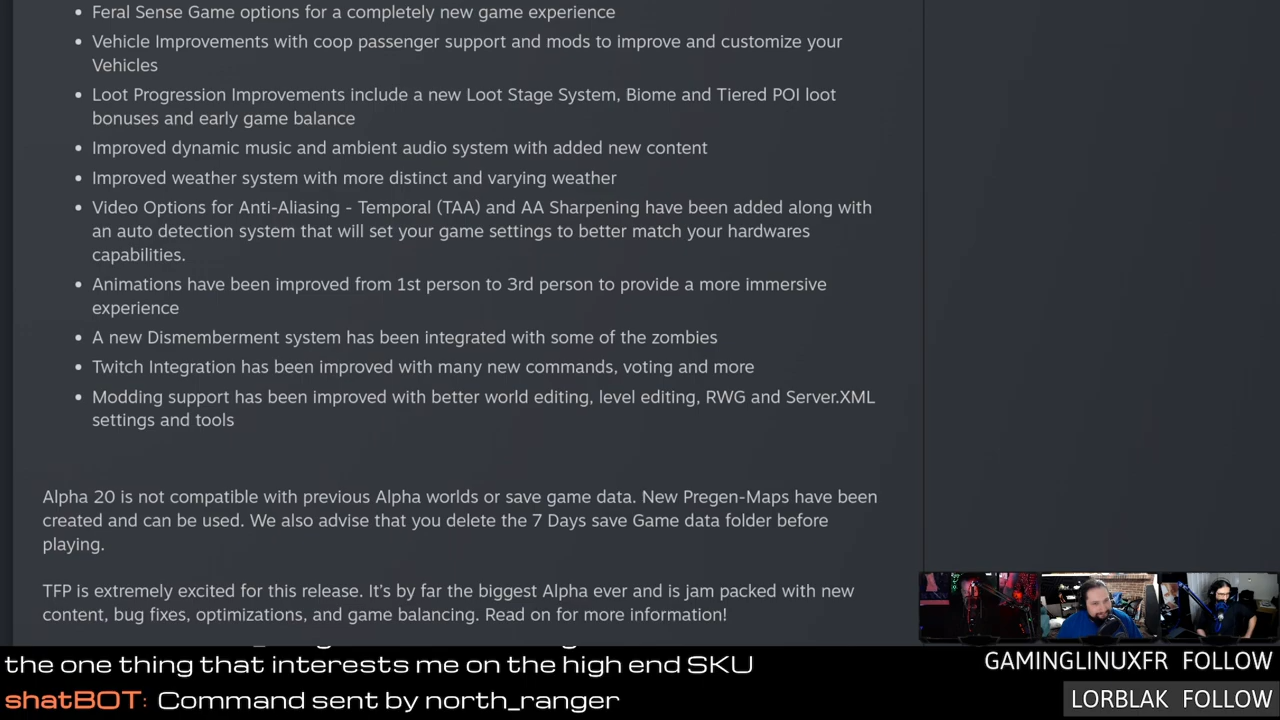 Feral Sense Game options for a completely new game experience
Vehicle Improvements with coop passenger support and mods to improve and customize your
Vehicles
Loot Progression Improvements include a new Loot Stage System, Biome and Tiered POI loot
bonuses and early game balance
Improved dynamic music and ambient audio system with added new content
Improved weather system with more distinct and varying weather
Video Options for Anti-Aliasing - Temporal (TAA) and AA Sharpening have been added along with
an auto detection system that will set your game settings to better match your hardwares
capabilities.
Animations have been improved from 1st person to 3rd person to provide a more immersive
experience
A new Dismemberment system has been integrated with some of the zombies
Twitch Integration has been improved with many new commands, voting and more
Modding support has been improved with better world editing, level editing, RWG and Server.XML
settings and tools
Alpha 20 is not compatible with previous Alpha worlds or save game data. New Pregen-Maps have been
created and can be used. We also advise that you delete the 7 Days save Game data folder before
playing.
TFP is extremely excited for this release. It's by far the biggest Alpha ever and is jam packed with new
content, bug fixes, optimizations, and game balancing. Read on for more information!
the one thing that interests me on the high end SKU
shatBOT: Command sent by north_ranger
GAMINGLINUXFR FOLLOW
LORBLAK FOLLOW